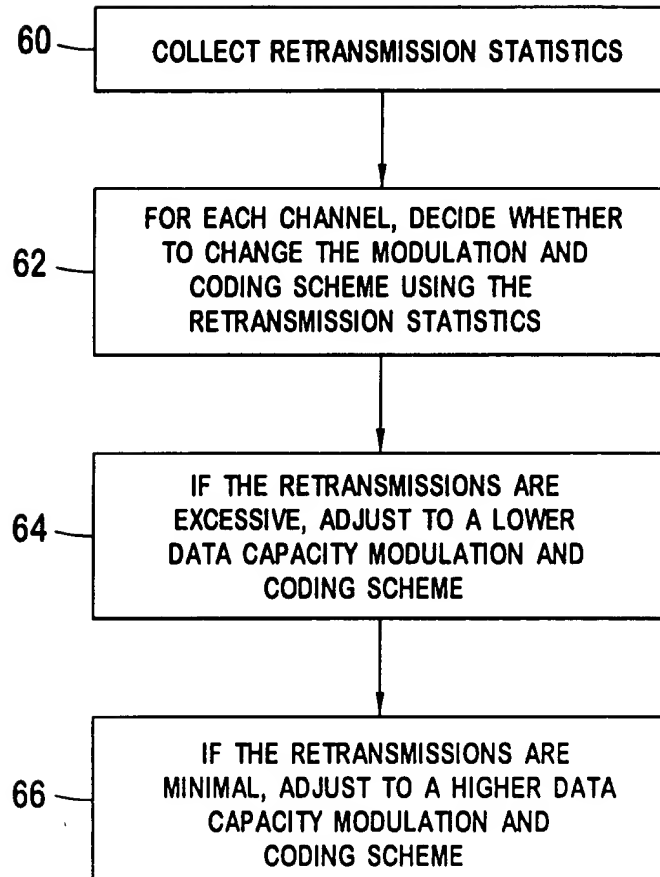 60
COLLECT RETRANSMISSION STATISTICS
62
FOR EACH CHANNEL, DECIDE WHETHER
TO CHANGE THE MODULATION AND
CODING SCHEME USING THE
RETRANSMISSION STATISTICS
64
IF THE RETRANSMISSIONS ARE
EXCESSIVE, ADJUST TO A LOWER
DATA CAPACITY MODULATION AND
CODING SCHEME
66
IF THE RETRANSMISSIONS ARE
MINIMAL, ADJUST TO A HIGHER DATA
CAPACITY MODULATION AND
CODING SCHEME